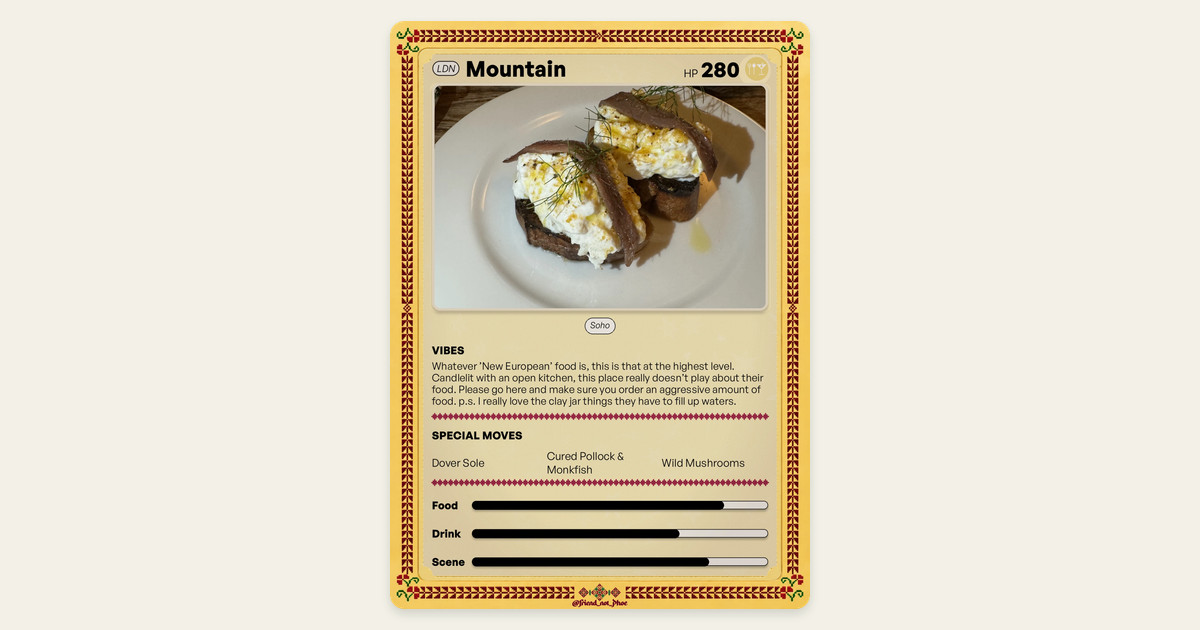 LDN Mountain HP 280
Soho
VIBES
Whatever ‘New European’ food is, this is that at the highest level.
Candlelit with an open kitchen, this place really doesn’t play about their
food. Please go here and make sure you order an aggressive amount of
food. p.s. I really love the clay jar things they have to fill up waters.
SPECIAL MOVES
Dover Sole
Cured Pollock &
Monkfish
Wild Mushrooms
Food
Drink
Scene
@friend_not_phoe